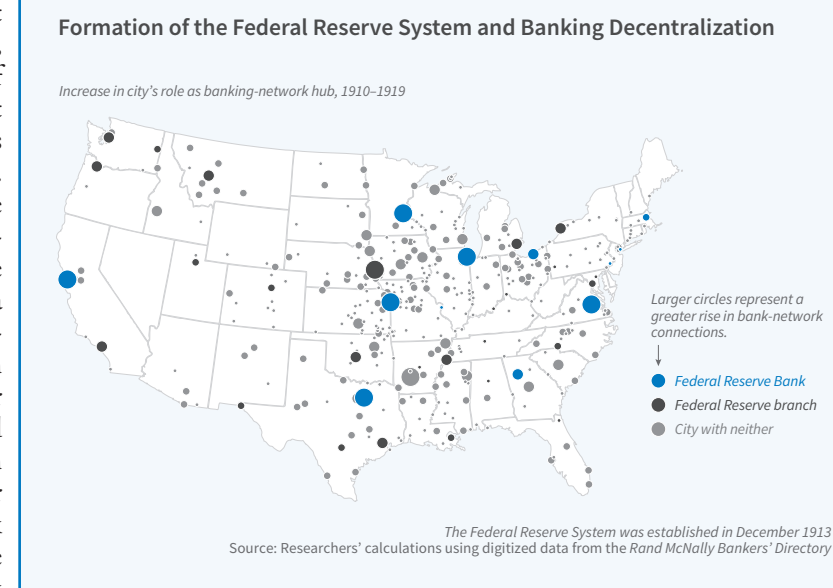 Formation of the Federal Reserve System and Banking Decentralization
Increase in city's role as banking-network hub, 1910–1919
Larger circles represent a
greater rise in bank-network
connections.
Federal Reserve Bank
Federal Reserve branch
City with neither
The Federal Reserve System was established in December 1913
Source: Researchers' calculations using digitized data from the Rand McNally Bankers' Directory